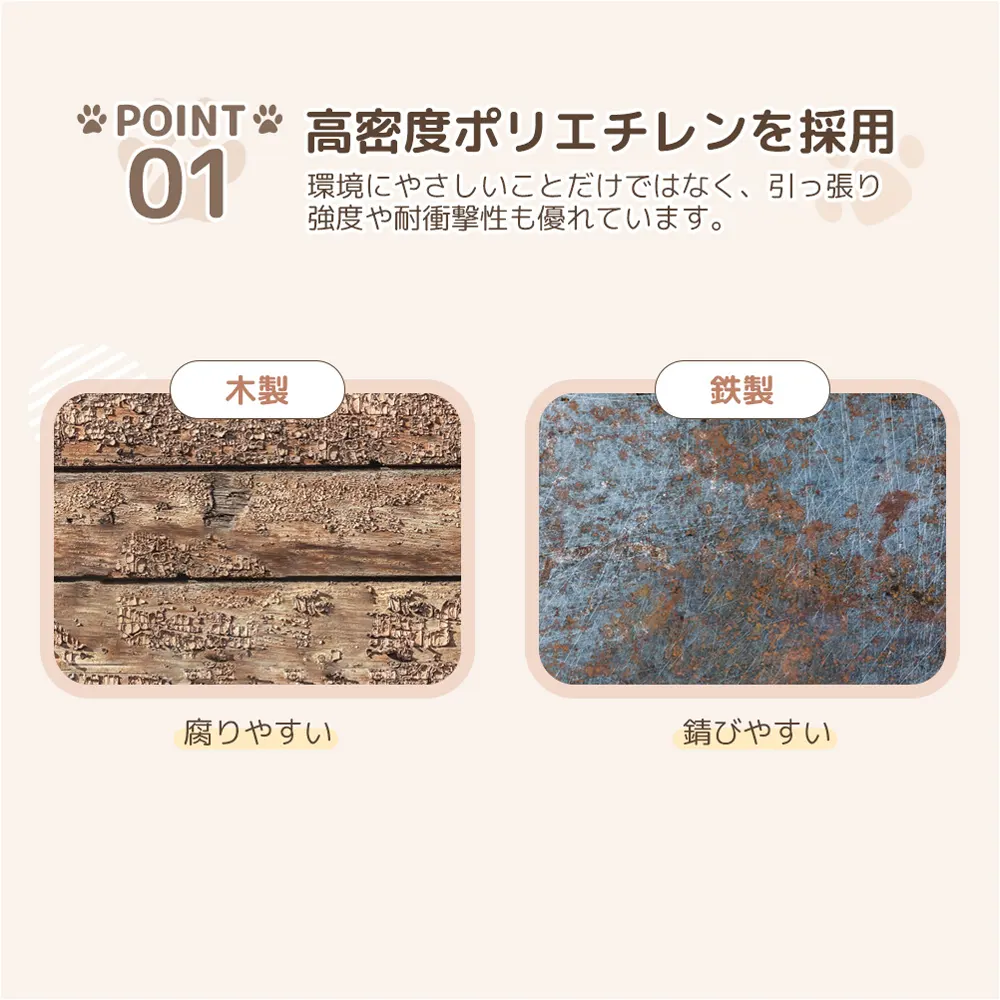 POINT
01
高密度ポリエチレンを採用
環境にやさしいことだけではなく、引っ張り
強度や耐衝撃性も優れています。
木製
鉄製
腐りやすい
錆びやすい